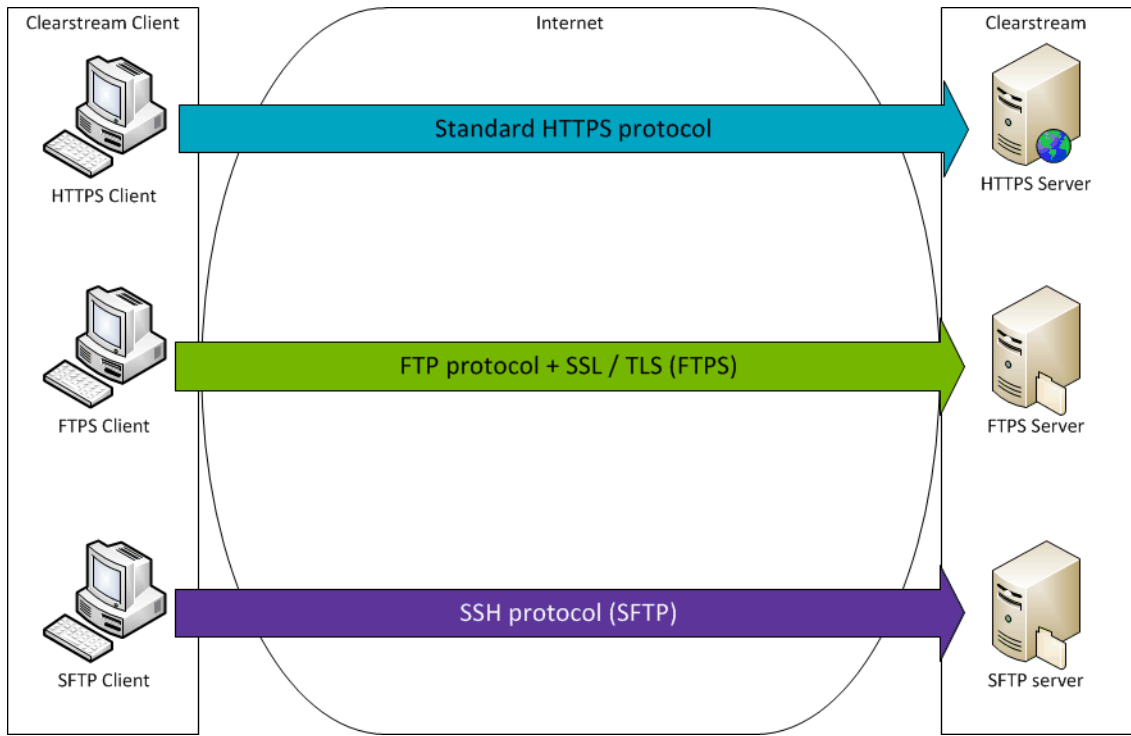 Clearstream Client
Internet
Clearstream
Standard HTTPS protocol
HTTPS Client
HTTPS Server
FTP protocol + SSL / TLS (FTPS)
FTPS Client
FTPS Server
SSH protocol (SFTP)
SFTP Client
SFTP server